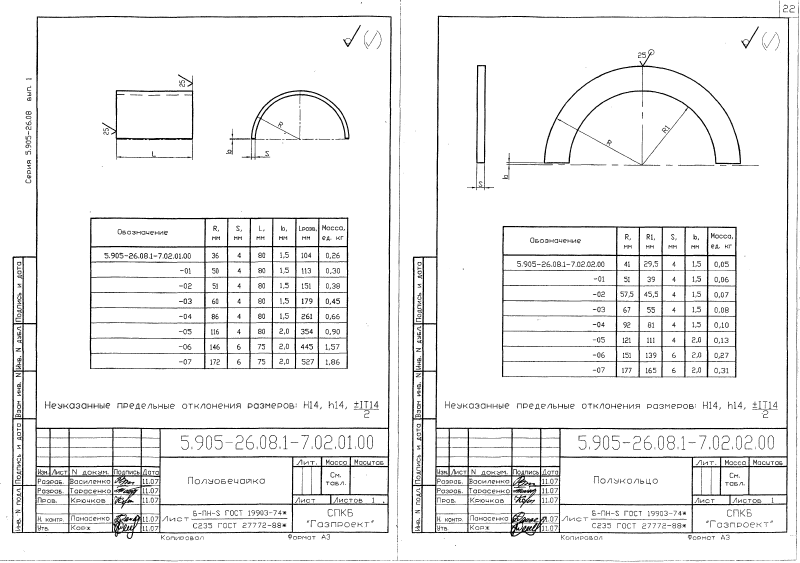 22
Серия 5.905-26.08 вып. 1
25
25
R
L
b
S
Обозначение R, мм S, мм L, мм b, мм Lразв, мм Масса, ед. кг
5.905-26.08.1-7.02.01.00 36 4 80 1,5 104 0,26
-01 50 4 80 1,5 113 0,30
-02 51 4 80 1,5 151 0,38
-03 60 4 80 1,5 179 0,45
-04 86 4 80 1,5 261 0,66
-05 116 4 80 2,0 354 0,90
-06 146 6 75 2,0 445 1,57
-07 172 6 75 2,0 527 1,86
Неуказанные предельные отклонения размеров: H14, h14, ±IT14
2
Подпись и дата
Инв. N дубл.
Взам инв. N
Подпись и дата
Инв. N подл.
5.905-26.08.1-7.02.01.00
Изм. Лист N докум. Подпись Дата
Разраб. Василенко 11.07
Разраб. Тарасенко 11.07
Пров. Крючков 11.07
Н. контр. Панасенко 11.07
Утв. Корж 11.07
Полуобечайка
Лит. Масса Масштаб
См. табл.
Лист Листов 1
Лист Б-ПН-S ГОСТ 19903-74*
С235 ГОСТ 27772-88*
СПКБ
"Газпроект"
Копировал Формат А3
25
R
R1
S
b
Обозначение R, мм R1, мм S, мм b, мм Масса, ед. кг
5.905-26.08.1-7.02.02.00 41 29,5 4 1,5 0,05
-01 51 39 4 1,5 0,06
-02 57,5 45,5 4 1,5 0,07
-03 67 55 4 1,5 0,08
-04 92 81 4 1,5 0,10
-05 121 111 4 2,0 0,13
-06 151 139 6 2,0 0,27
-07 177 165 6 2,0 0,31
Неуказанные предельные отклонения размеров: H14, h14, ±IT14
2
Подпись и дата
Инв. N дубл.
Взам инв. N
Подпись и дата
Инв. N подл.
5.905-26.08.1-7.02.02.00
Изм. Лист N докум. Подпись Дата
Разраб. Василенко 11.07
Разраб. Тарасенко 11.07
Пров. Крючков 11.07
Н. контр. Панасенко 11.07
Утв. Корж 11.07
Полукольцо
Лит. Масса Масштаб
См. табл.
Лист Листов 1
Лист Б-ПН-S ГОСТ 19903-74*
С235 ГОСТ 27772-88*
СПКБ
"Газпроект"
Копировал Формат А3